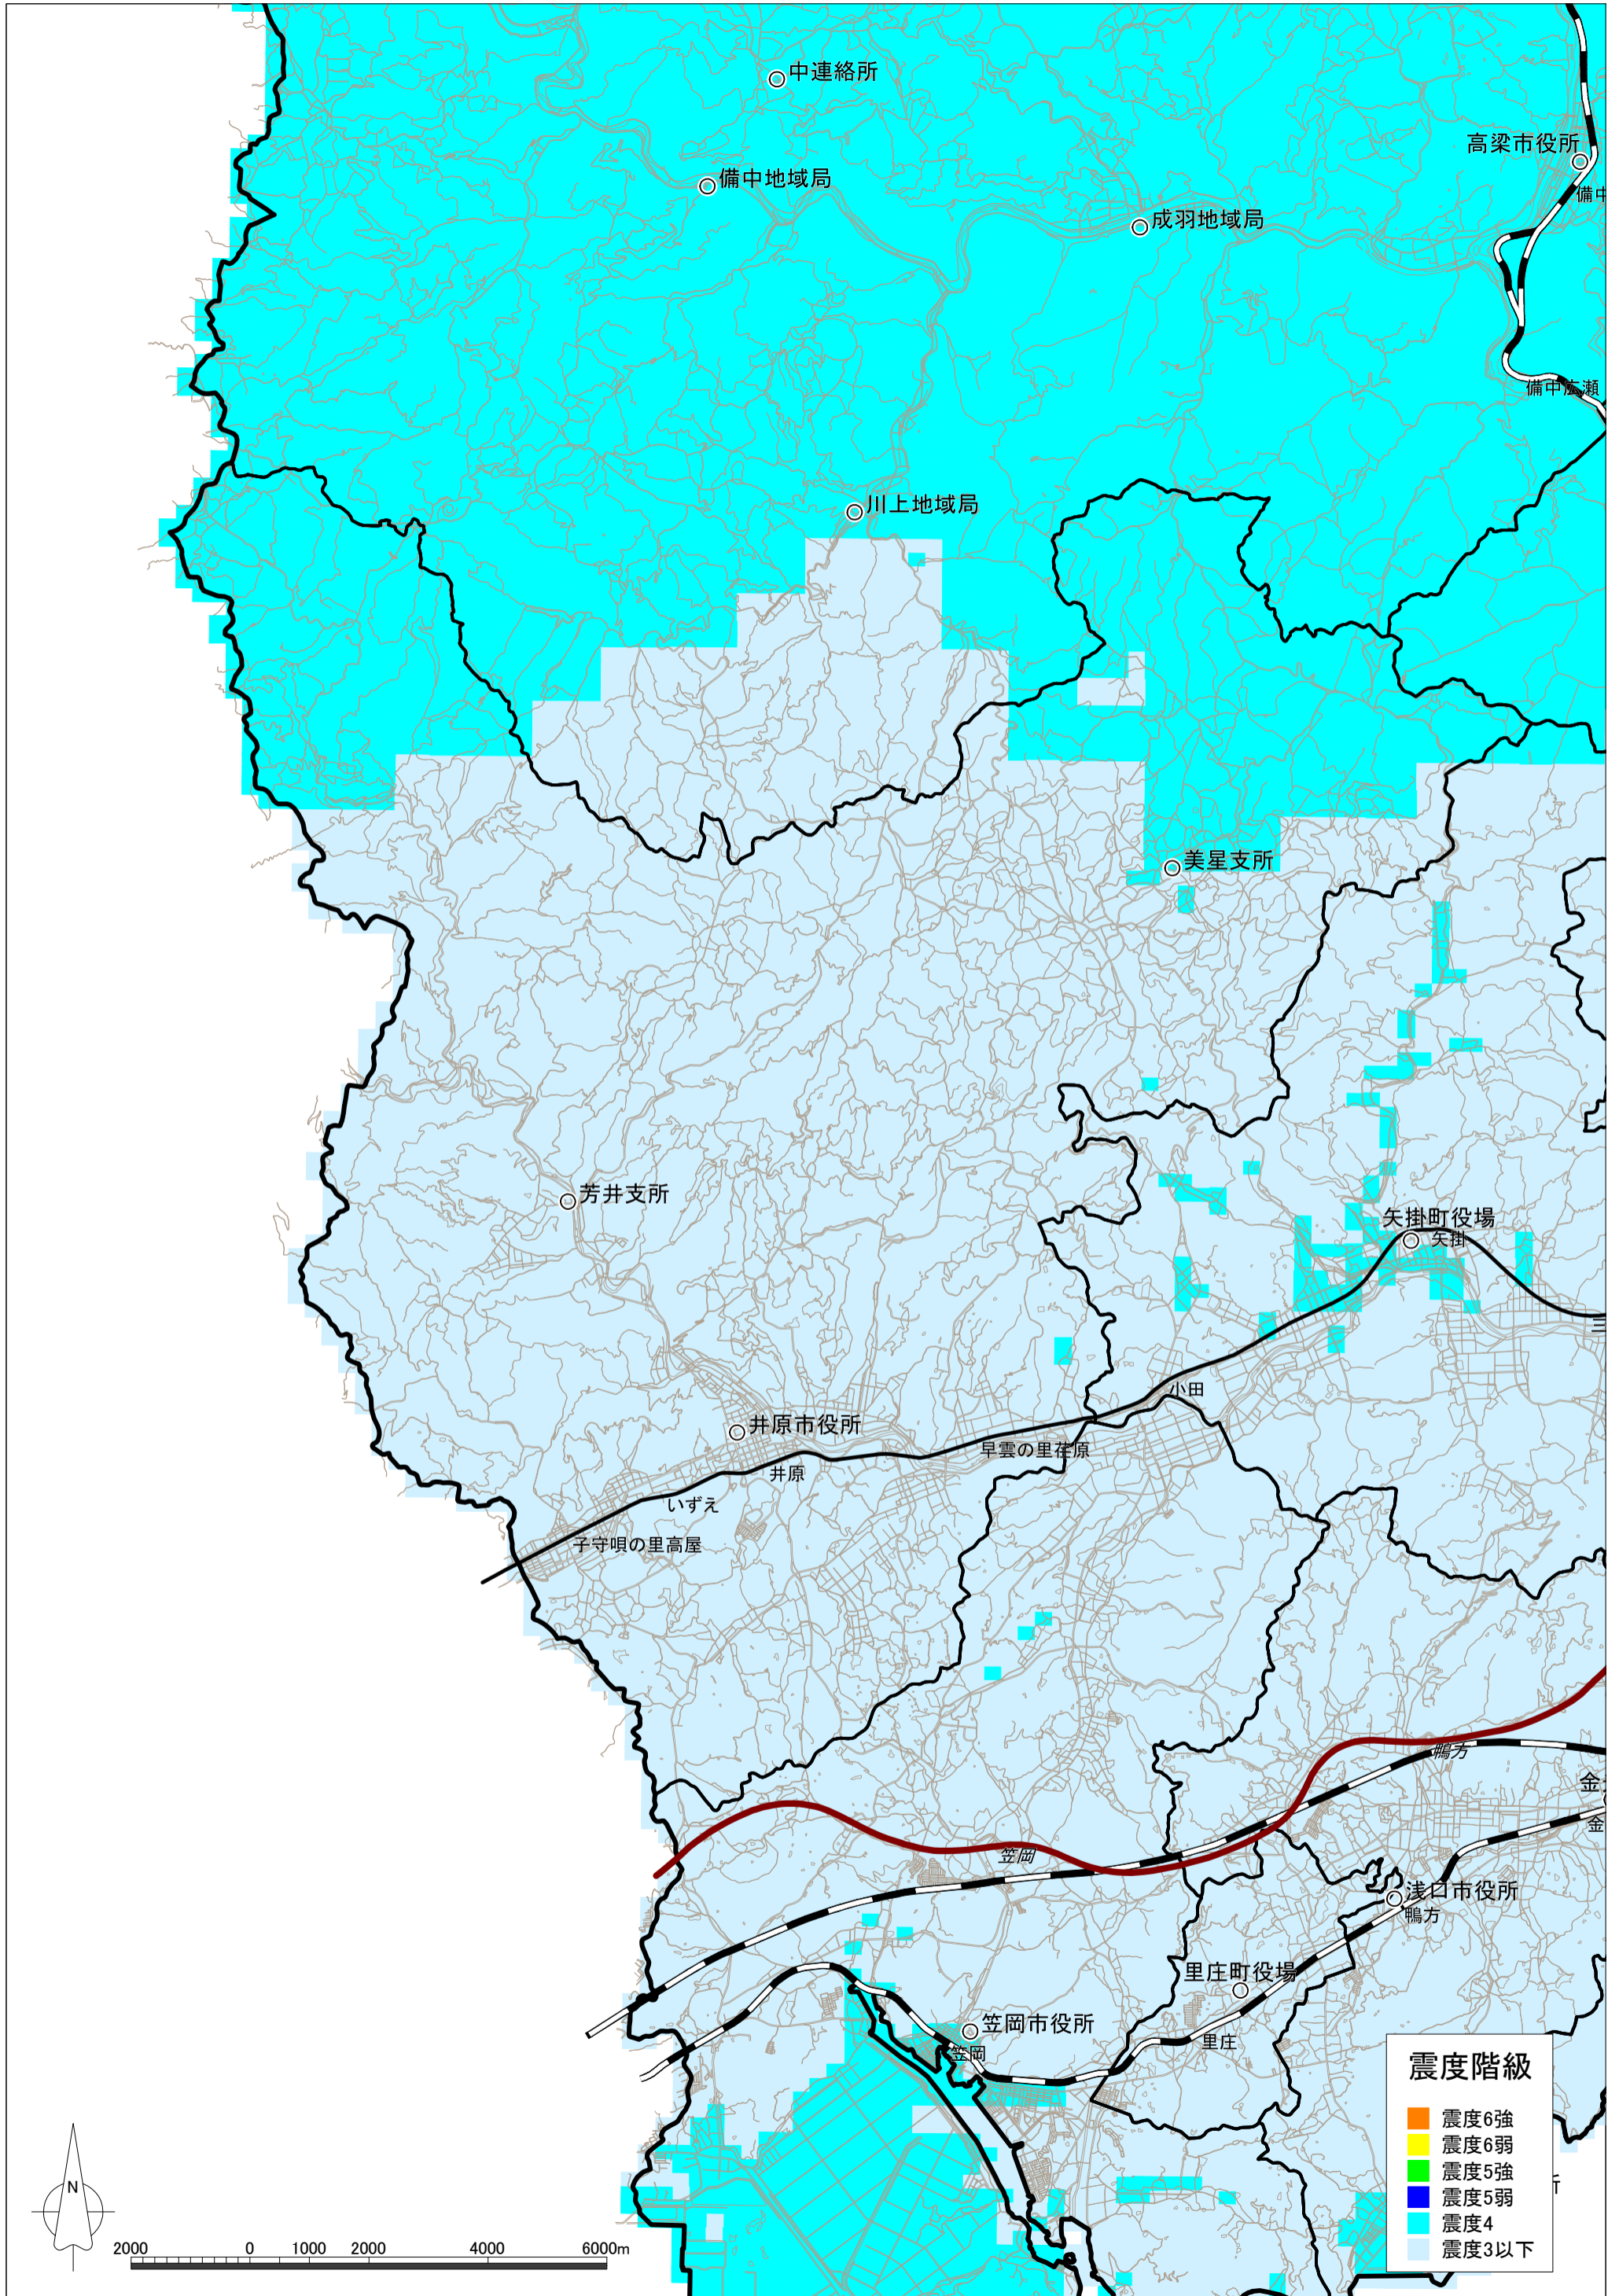 中連絡所
高梁市役所
備中地域局
備中
成羽地域局
備中広瀬
川上地域局
美星支所
芳井支所
矢掛町役場
矢掛
三
小田
井原市役所
早雲の里荏原
井原
いずえ
子守唄の里高屋
鴨方
金
笠岡
金
浅口市役所
鴨方
里庄町役場
笠岡市役所
里庄
笠岡
震度階級
震度6強
震度6弱
震度5強
所
震度5弱
震度4
震度3以下
N
2000 0 1000 2000 4000 6000m